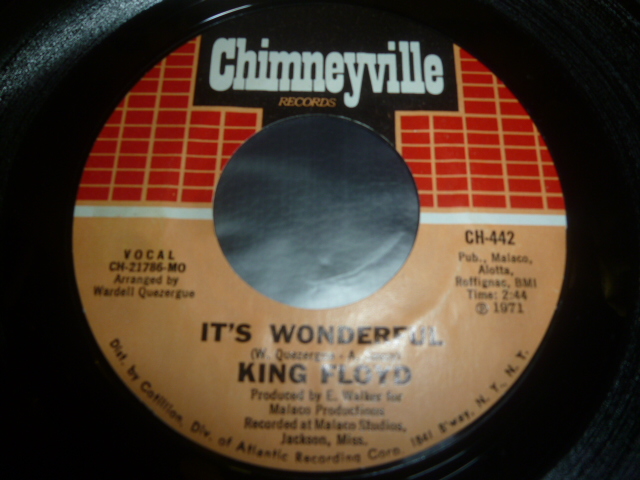 Chimneyville
RECORDS
VOCAL
CH-21786-MO
Arranged by
Wardell Quezergue
CH-442
Pub., Malaco,
Alotta,
Roffignac, BMI
Time: 2:44
℗ 1971
IT'S WONDERFUL
(W. Quezergue - A.
KING FLOYD
Produced by E. Walker for
Malaco Productions
Recorded at Malaco Studios,
Jackson, Miss.
Dist. by Cotillion, Div. of Atlantic Recording Corp. 1841 B'way, N.Y., N.Y.